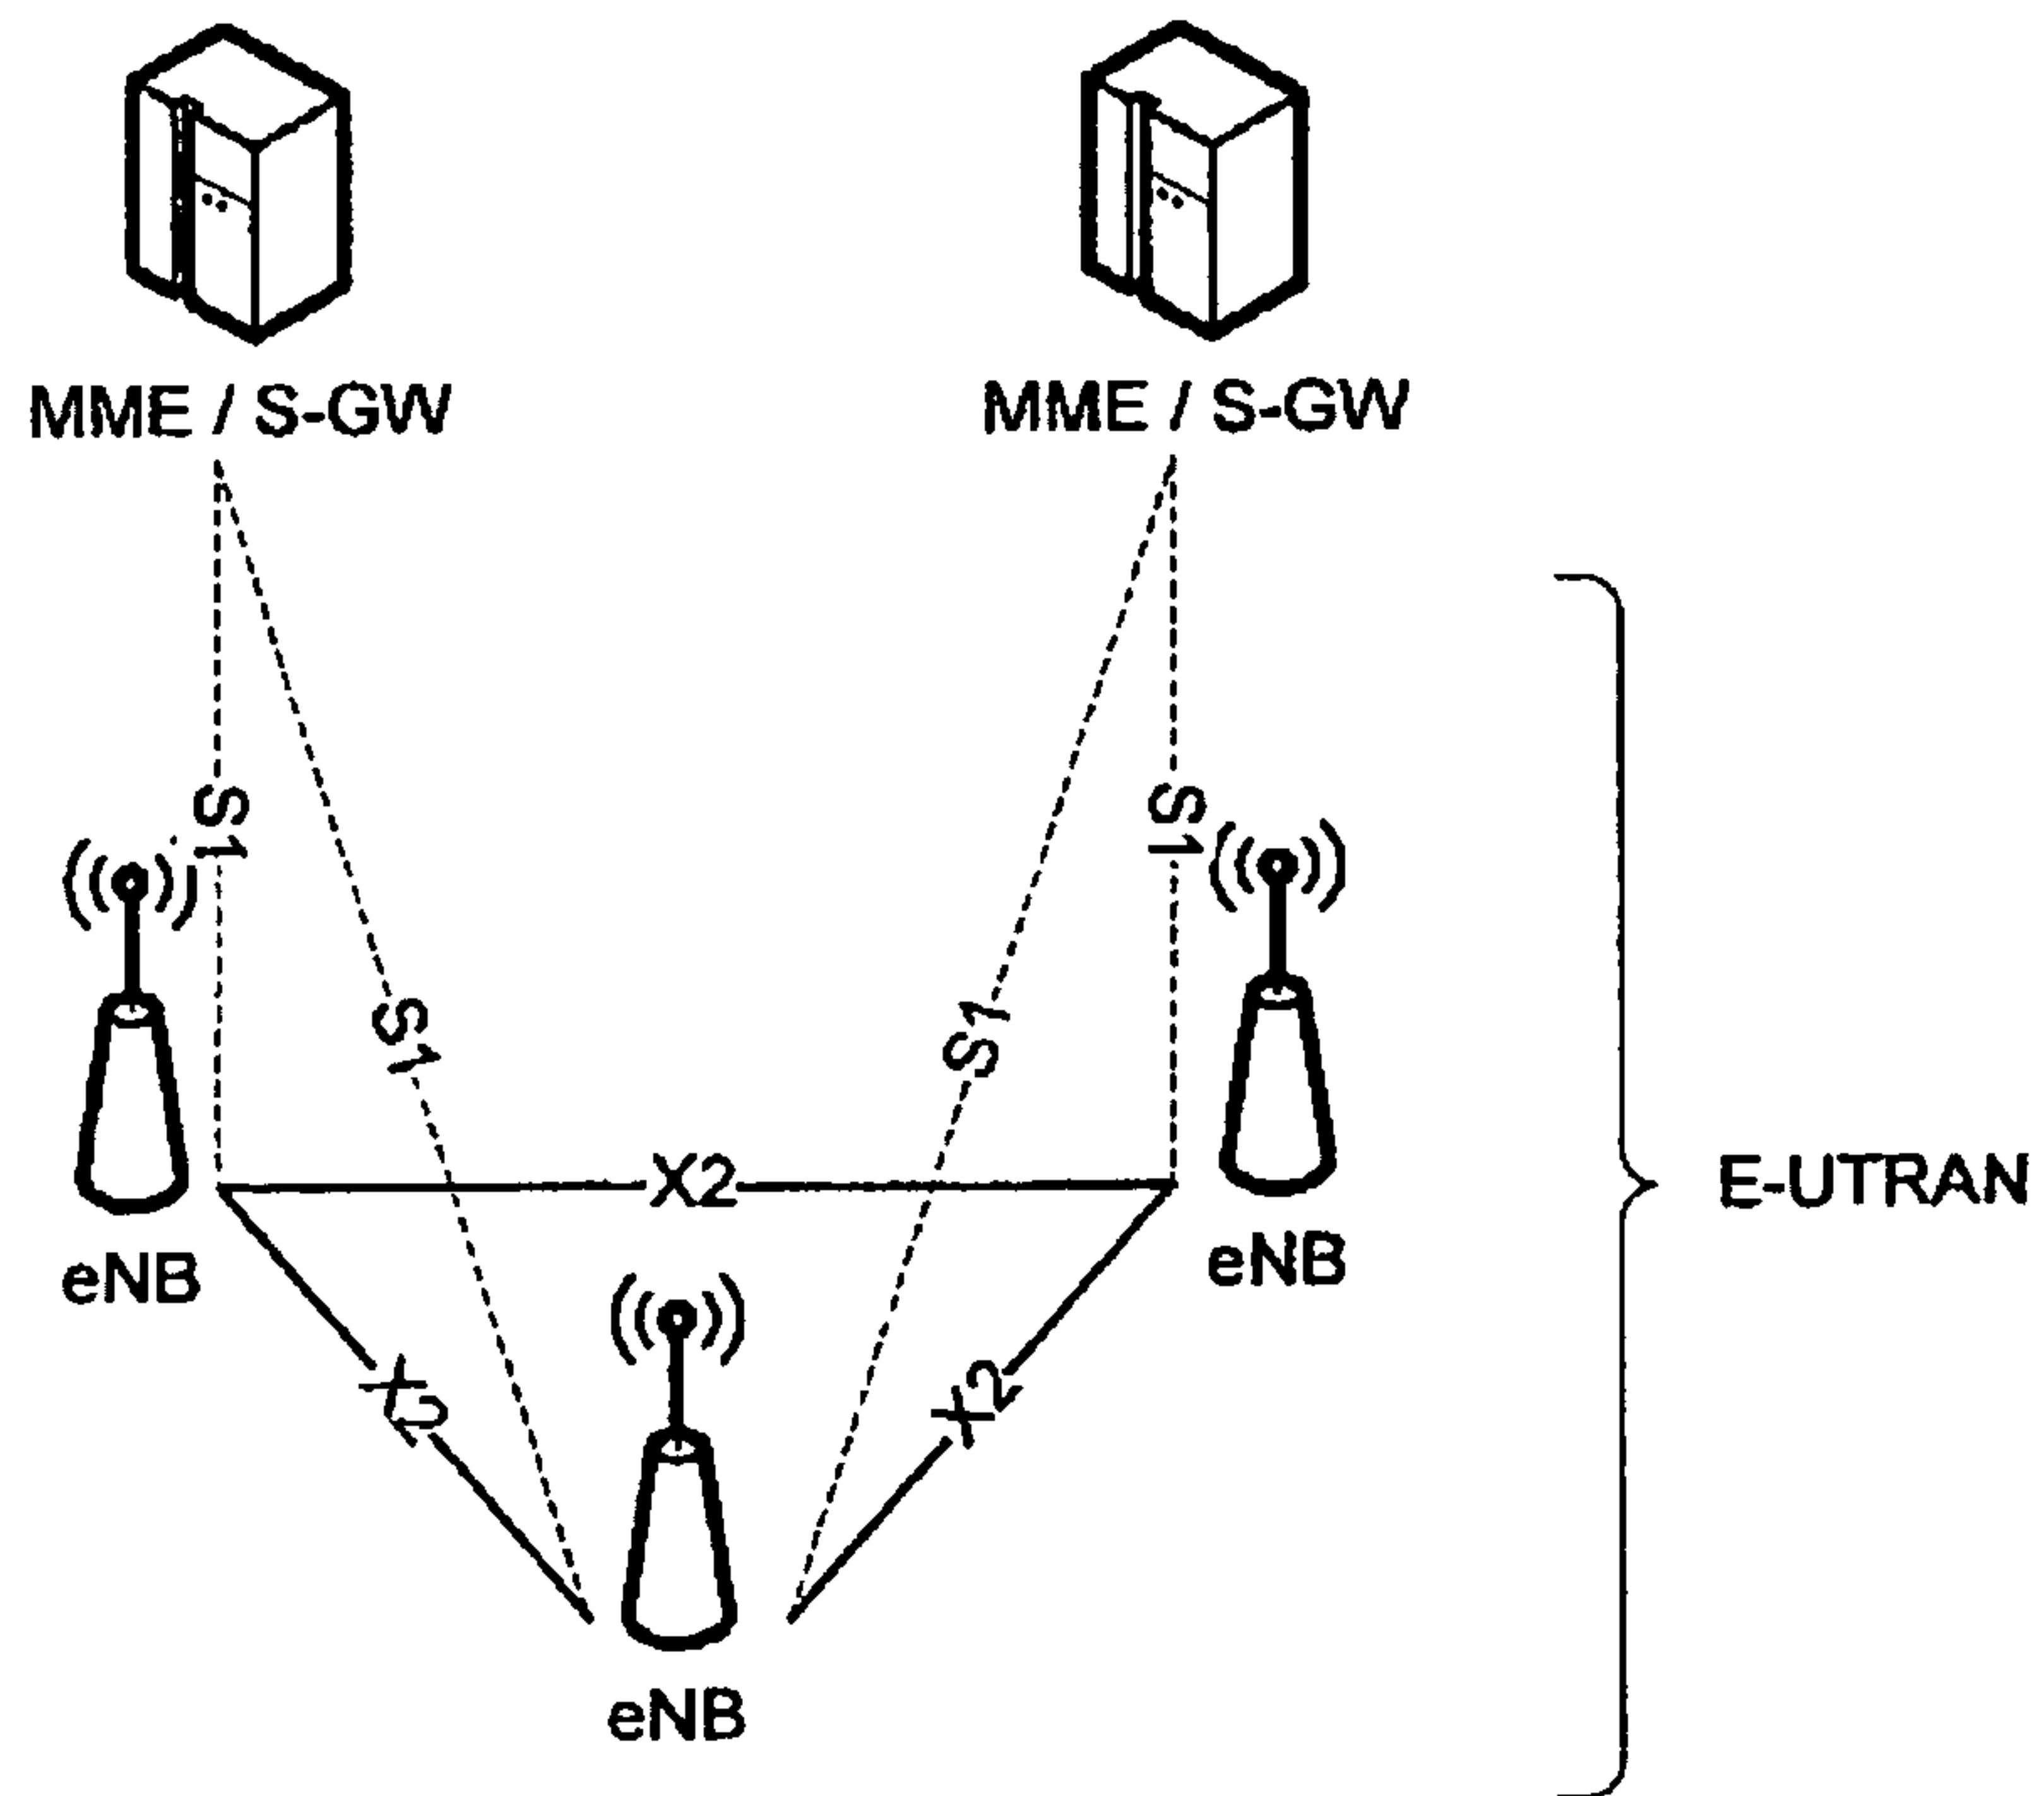 MME / S-GW
MME / S-GW
S1
S1
S1
S1
X2
E-UTRAN
eNB
eNB
X2
X2
eNB